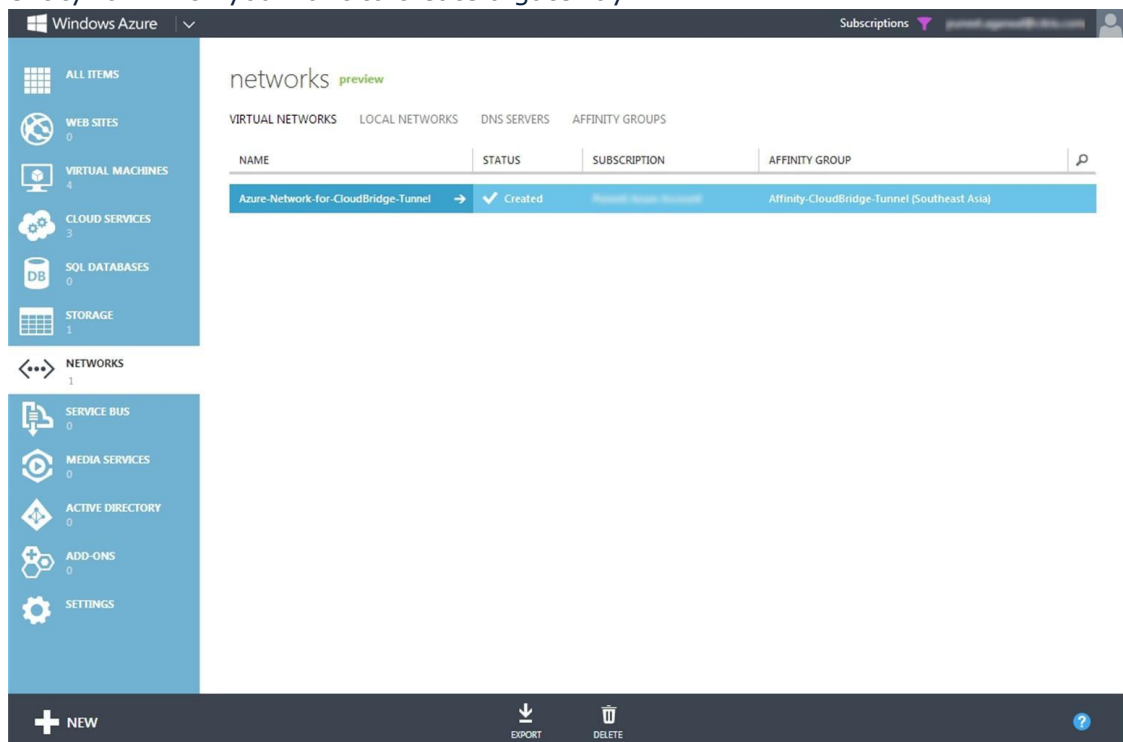 Windows Azure
Subscriptions
ALL ITEMS
WEB SITES
0
VIRTUAL MACHINES
4
CLOUD SERVICES
3
SQL DATABASES
0
STORAGE
1
NETWORKS
1
SERVICE BUS
0
MEDIA SERVICES
0
ACTIVE DIRECTORY
0
ADD-ONS
0
SETTINGS
networks preview
VIRTUAL NETWORKS LOCAL NETWORKS DNS SERVERS AFFINITY GROUPS
NAME STATUS SUBSCRIPTION AFFINITY GROUP
Azure-Network-for-CloudBridge-Tunnel Created Affinity-CloudBridge-Tunnel (Southeast Asia)
NEW
EXPORT
DELETE
?